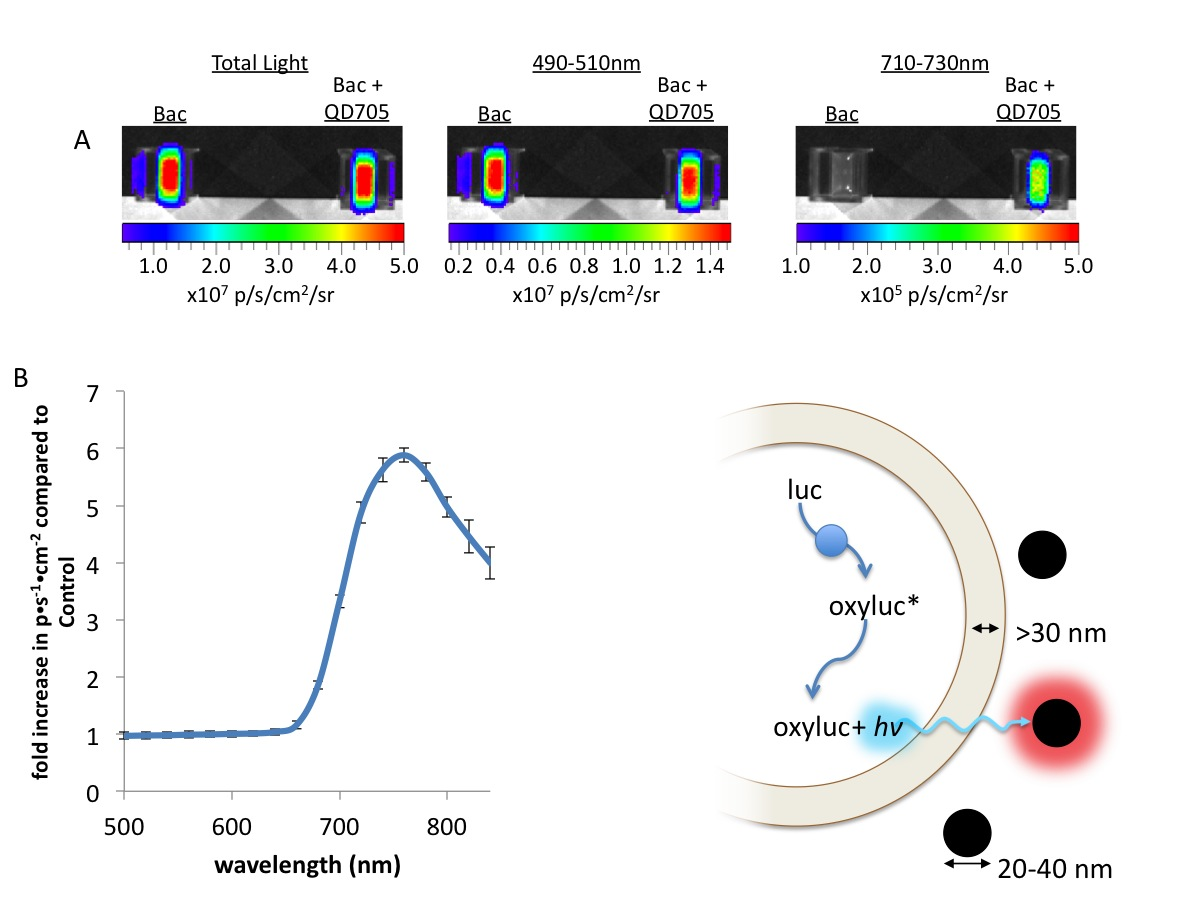 Total Light
490-510nm
710-730nm
Bac
Bac +
QD705
Bac
Bac +
QD705
Bac
Bac +
QD705
A
1.0 2.0 3.0 4.0 5.0
x10⁷ p/s/cm²/sr
0.2 0.4 0.6 0.8 1.0 1.2 1.4
x10⁷ p/s/cm²/sr
1.0 2.0 3.0 4.0 5.0
x10⁵ p/s/cm²/sr
B
fold increase in p•s⁻¹•cm⁻² compared to
Control
7
6
5
4
3
2
1
0
500 600 700 800
wavelength (nm)
luc
oxyluc*
oxyluc+ hν
>30 nm
20-40 nm